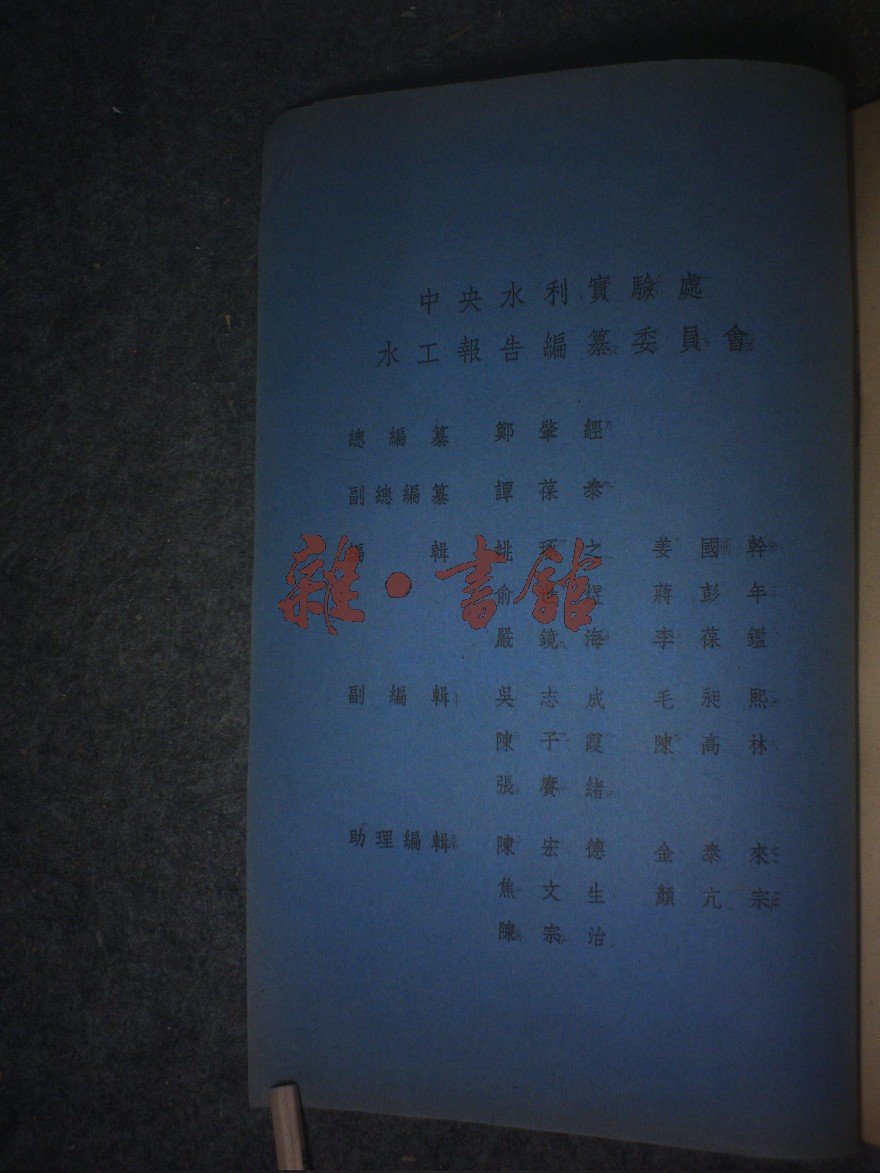 中央水利實驗處
水工報告編纂委員會
總編纂 鄭肇經
副總編纂 譚葆泰
編輯 姚琢之 姜國幹
俞煜 蔣彭年
嚴鏡海 李葆鑑
副編輯 吳志成 毛昶熙
陳子霞 陳高林
張賡緒
助理編輯 陳宏德 金泰來
焦文生 顏亢宗
陳宗治
雜·書館